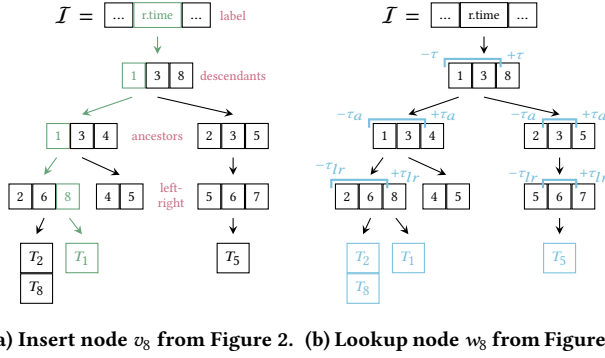 I = ... r.time ... label
1 3 8 descendants
1 3 4 2 3 5 ancestors
2 6 8 4 5 5 6 7 left-right
T2 T1 T5
T8
a) Insert node v8 from Figure 2.
I = ... r.time ...
−τ +τ
1 3 8
−τa +τa −τa +τa
1 3 4 2 3 5
−τlr +τlr −τlr +τlr
2 6 8 4 5 5 6 7
T2 T1 T5
T8
(b) Lookup node w8 from Figure